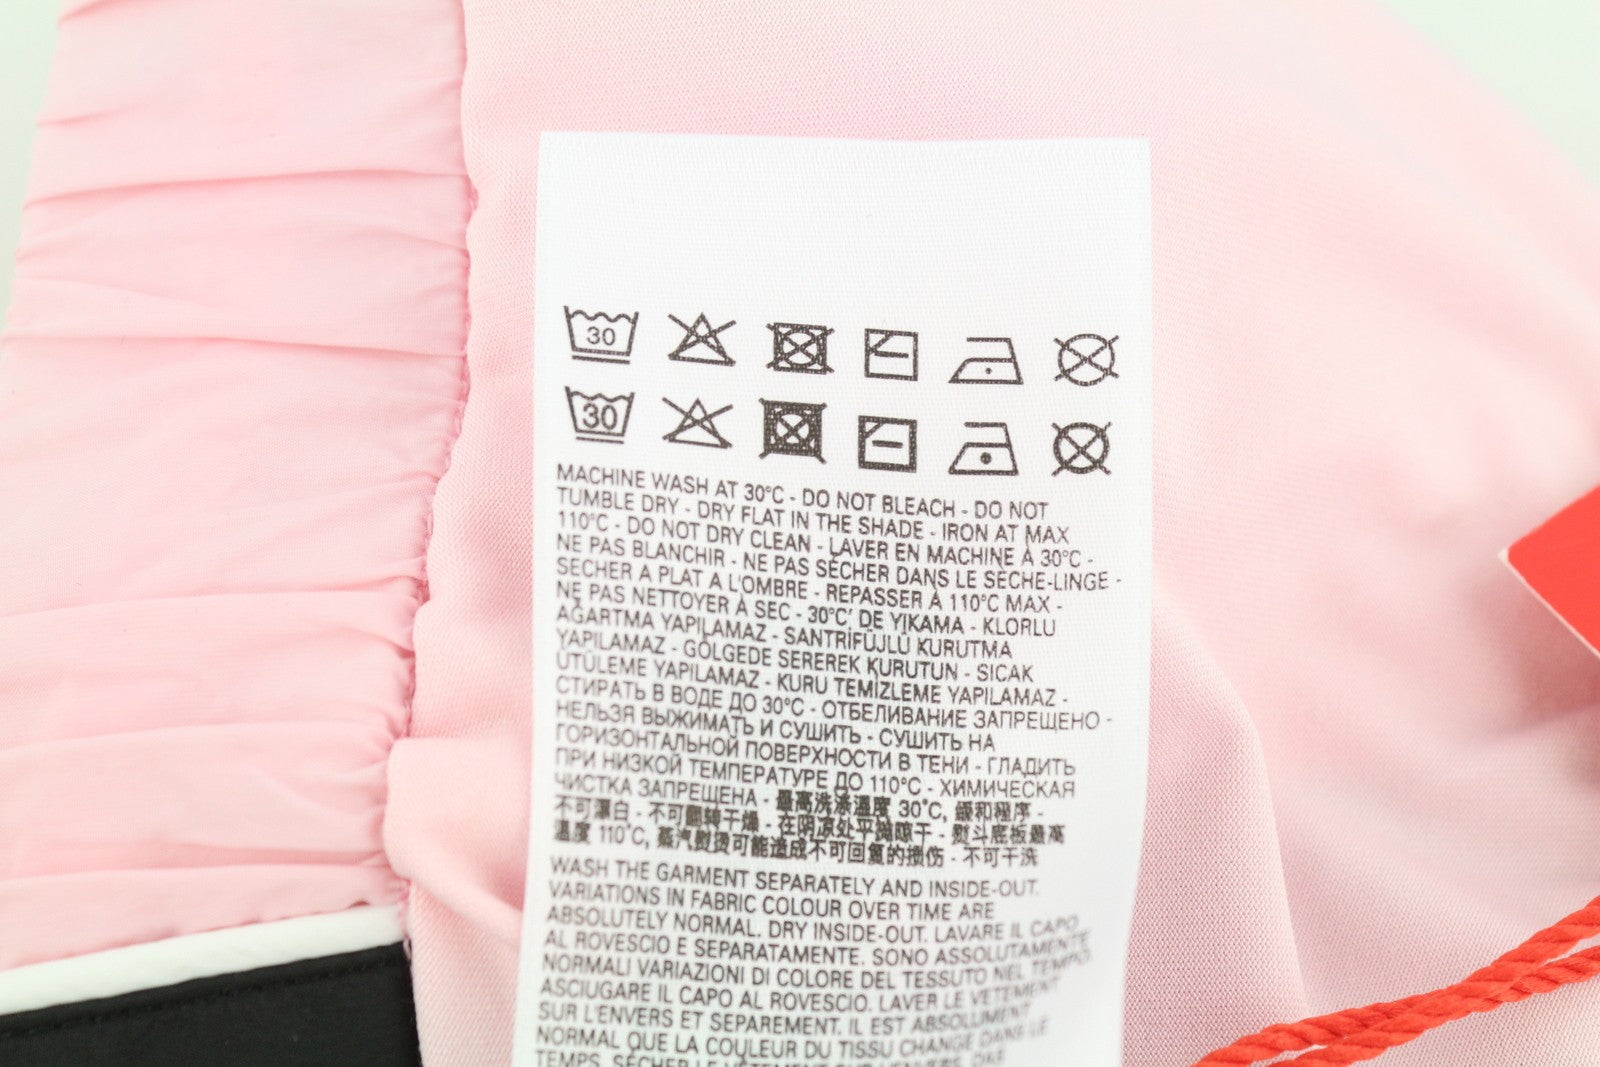 30
30
MACHINE WASH AT 30°C - DO NOT BLEACH - DO NOT
TUMBLE DRY - DRY FLAT IN THE SHADE - IRON AT MAX
110°C - DO NOT DRY CLEAN - LAVER EN MACHINE À 30°C -
NE PAS BLANCHIR - NE PAS SÉCHER DANS LE SÈCHE-LINGE -
SÉCHER A PLAT A L'OMBRE - REPASSER À 110°C MAX -
NE PAS NETTOYER À SEC - 30°C' DE YIKAMA - KLORLU
AĞARTMA YAPILAMAZ - SANTRİFÜJLÜ KURUTMA
YAPILAMAZ - GÖLGEDE SEREREK KURUTUN - SICAK
ÜTÜLEME YAPILAMAZ - KURU TEMİZLEME YAPILAMAZ -
СТИРАТЬ В ВОДЕ ДО 30°C - ОТБЕЛИВАНИЕ ЗАПРЕЩЕНО -
НЕЛЬЗЯ ВЫЖИМАТЬ И СУШИТЬ - СУШИТЬ НА
ГОРИЗОНТАЛЬНОЙ ПОВЕРХНОСТИ В ТЕНИ - ГЛАДИТЬ
ПРИ НИЗКОЙ ТЕМПЕРАТУРЕ ДО 110°C - ХИМИЧЕСКАЯ
ЧИСТКА ЗАПРЕЩЕНА - 最高洗涤温度 30°C, 缓和程序 -
不可漂白 - 不可翻转干燥 - 在阴凉处平摊晾干 - 熨斗底板最高
温度 110°C, 蒸汽熨烫可能造成不可回复的损伤 - 不可干洗
WASH THE GARMENT SEPARATELY AND INSIDE-OUT.
VARIATIONS IN FABRIC COLOUR OVER TIME ARE
ABSOLUTELY NORMAL. DRY INSIDE-OUT. LAVARE IL CAPO
AL ROVESCIO E SEPARATAMENTE. SONO ASSOLUTAMENTE
NORMALI VARIAZIONI DI COLORE DEL TESSUTO NEL TEMPO.
ASCIUGARE IL CAPO AL ROVESCIO. LAVER LE VETEMENT
SUR L'ENVERS ET SEPAREMENT. IL EST ABSOLUMENT
NORMAL QUE LA COULEUR DU TISSU CHANGE DANS LE
TEMPS. SÉCHER LE VÊTEMENT SUR L'ENVERS. DAS